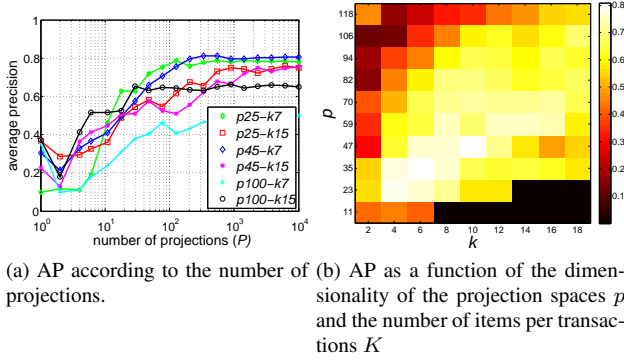 (a)
1.0
0.8
0.6
0.4
0.2
0
average precision
10^0
10^1
10^2
10^3
10^4
number of projections (P)
p25-k7
p25-k15
p45-k7
p45-k15
p100-k7
p100-k15
(b)
118
106
94
82
70
59
47
35
23
11
p
2
4
6
8
10
12
14
16
18
k
0.8
0.7
0.6
0.5
0.4
0.3
0.2
0.1
(a) AP according to the number of
projections.
(b) AP as a function of the dimen-
sionality of the projection spaces p
and the number of items per transac-
tions K